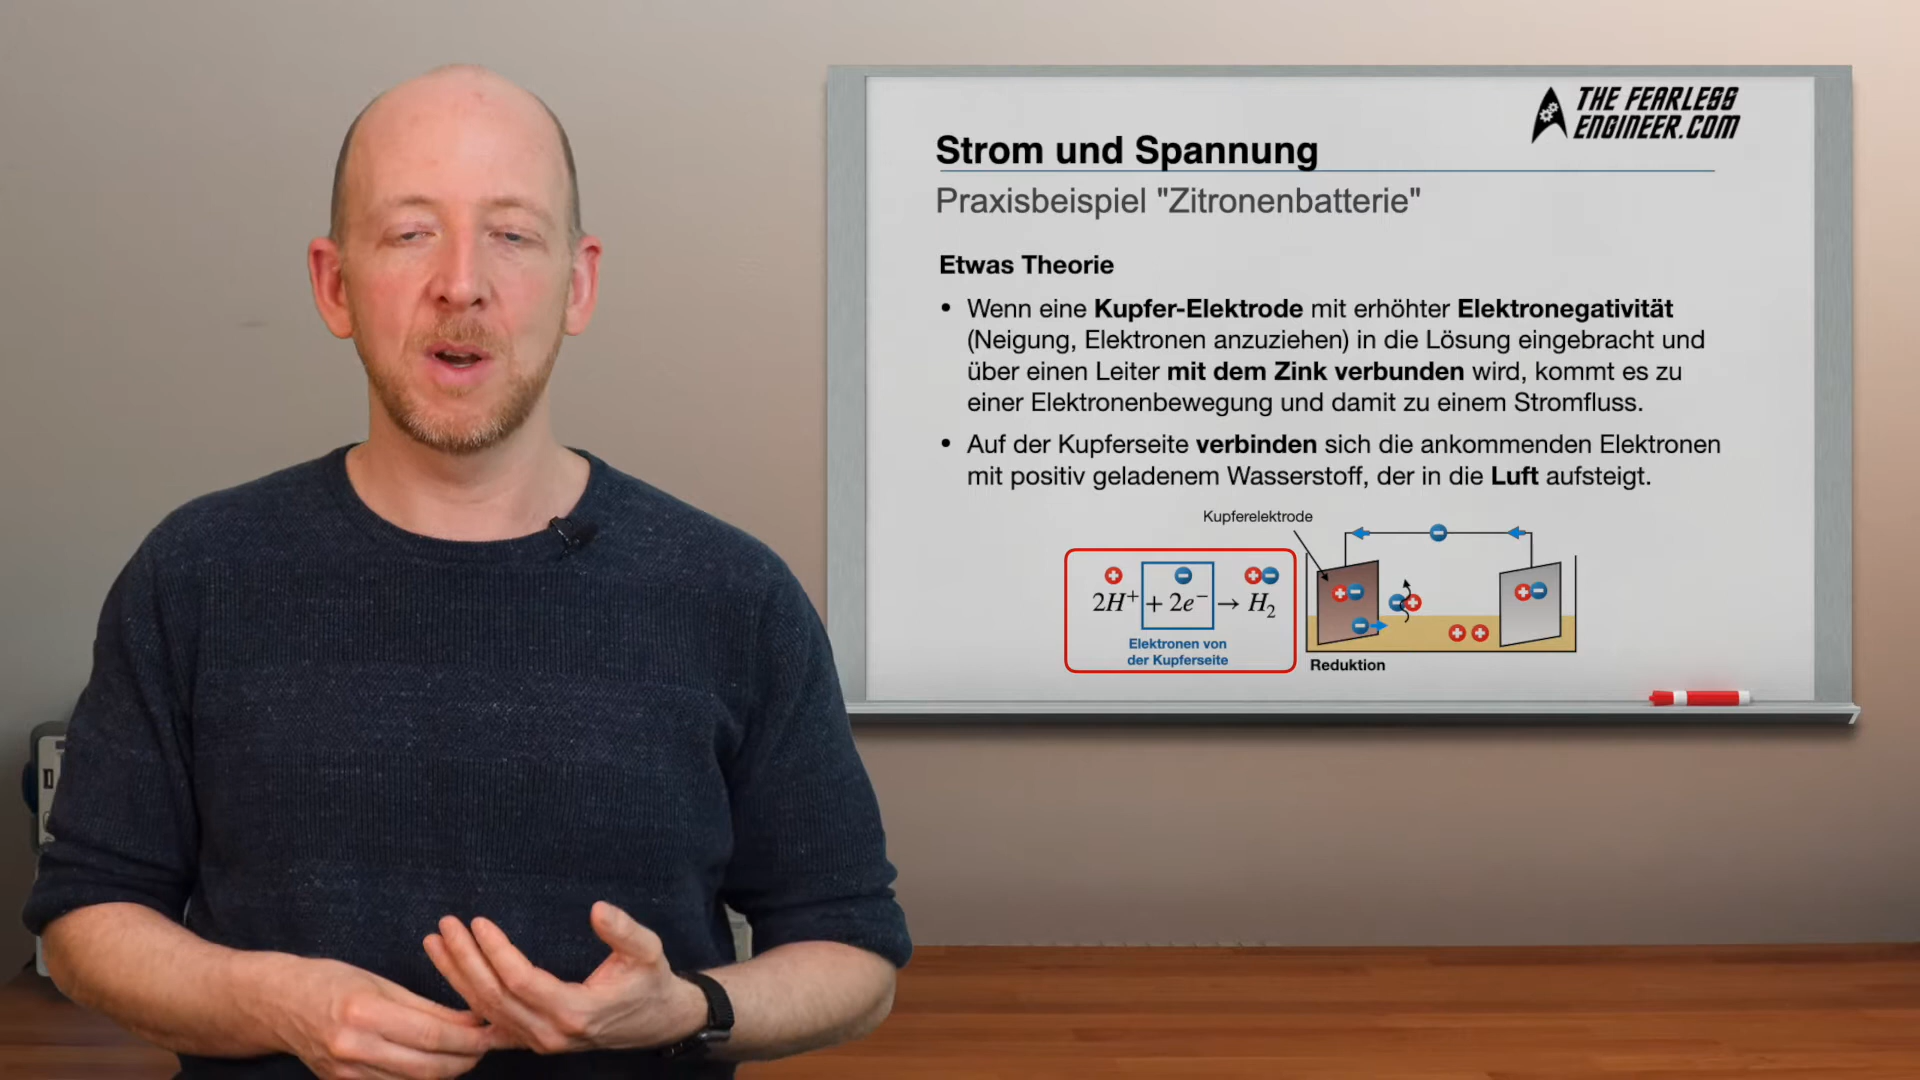 THE FEARLESS
ENGINEER.COM
Strom und Spannung
Praxisbeispiel "Zitronenbatterie"
Etwas Theorie
• Wenn eine Kupfer-Elektrode mit erhöhter Elektronegativität
(Neigung, Elektronen anzuziehen) in die Lösung eingebracht und
über einen Leiter mit dem Zink verbunden wird, kommt es zu
einer Elektronenbewegung und damit zu einem Stromfluss.
• Auf der Kupferseite verbinden sich die ankommenden Elektronen
mit positiv geladenem Wasserstoff, der in die Luft aufsteigt.
Kupferelektrode
2H⁺ + 2e⁻ → H₂
Elektronen von
der Kupferseite
Reduktion